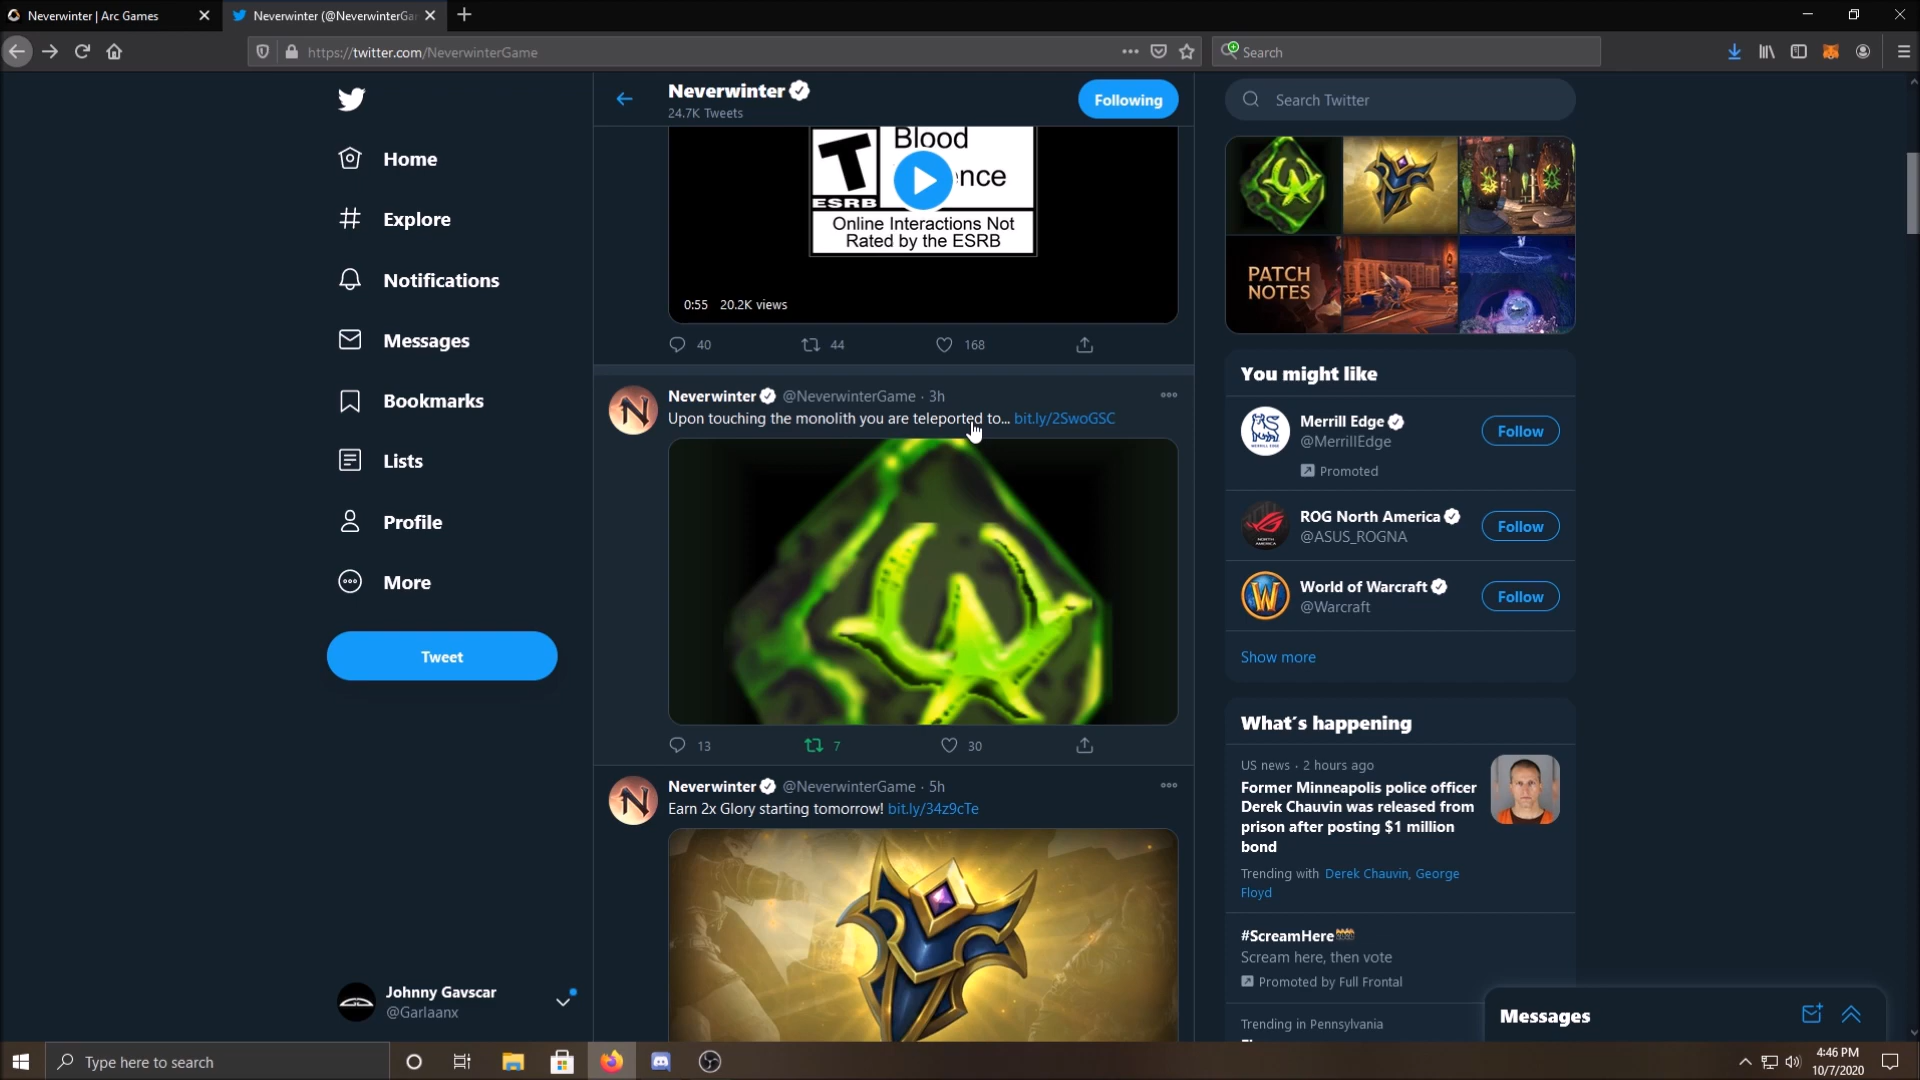 Neverwinter | Arc Games
Neverwinter (@NeverwinterGa
https://twitter.com/NeverwinterGame
Search
Home
Explore
Notifications
Messages
Bookmarks
Lists
Profile
More
Tweet
Johnny Gavscar
@Garlaanx
Neverwinter
24.7K Tweets
Following
Blood
ence
T
ESRB
Online Interactions Not
Rated by the ESRB
0:55 20.2K views
40 44 168
Neverwinter @NeverwinterGame · 3h
Upon touching the monolith you are teleported to... bit.ly/2SwoGSC
13 7 30
Neverwinter @NeverwinterGame · 5h
Earn 2x Glory starting tomorrow! bit.ly/34z9cTe
Search Twitter
PATCH
NOTES
You might like
Merrill Edge
@MerrillEdge
Promoted
Follow
ROG North America
@ASUS_ROGNA
Follow
World of Warcraft
@Warcraft
Follow
Show more
What's happening
US news · 2 hours ago
Former Minneapolis police officer
Derek Chauvin was released from
prison after posting $1 million
bond
Trending with Derek Chauvin, George
Floyd
#ScreamHere
Scream here, then vote
Promoted by Full Frontal
Trending in Pennsylvania
Messages
Type here to search
4:46 PM
10/7/2020